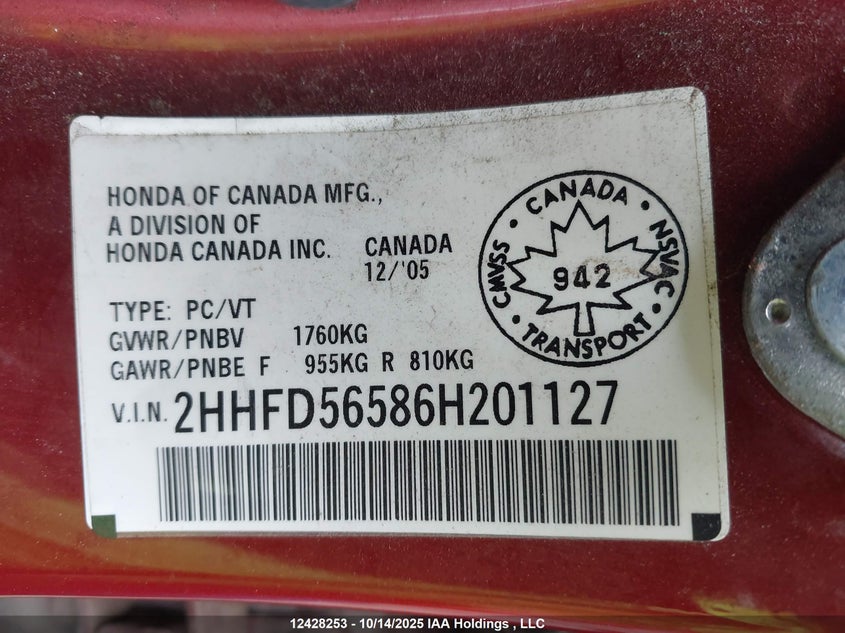 HONDA OF CANADA MFG.,
A DIVISION OF
HONDA CANADA INC. CANADA
12/'05
TYPE: PC/VT
GVWR/PNBV 1760KG
GAWR/PNBE F 955KG R 810KG
V.I.N. 2HHFD56586H201127
• CANADA •
CMVSS
NSVAC
942
• TRANSPORT •
12428253 - 10/14/2025 IAA Holdings , LLC